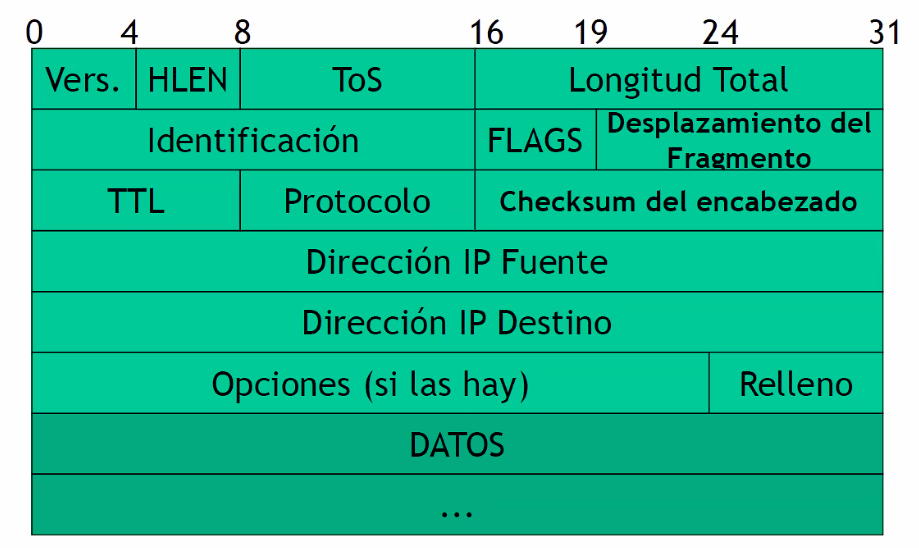 0 4 8 16 19 24 31
Vers. HLEN ToS Longitud Total
Identificación FLAGS Desplazamiento del
Fragmento
TTL Protocolo Checksum del encabezado
Dirección IP Fuente
Dirección IP Destino
Opciones (si las hay) Relleno
DATOS
...